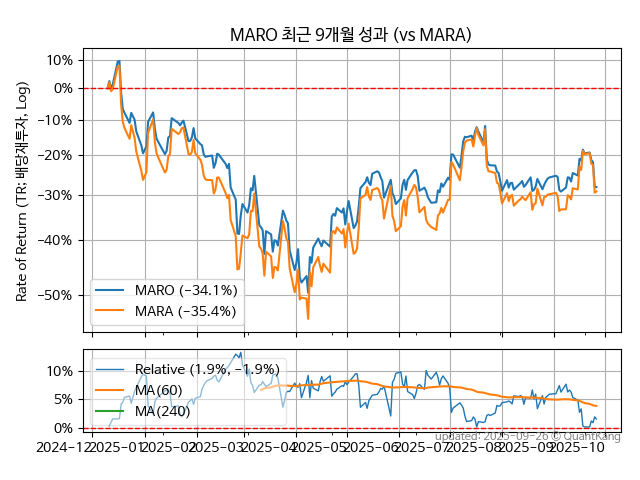 MARO 최근 9개월 성과 (vs MARA)
Rate of Return (TR: 배당재투자, Log)
10%
0%
−10%
−20%
−30%
−40%
−50%
MARO (−34.1%)
MARA (−35.4%)
10%
5%
0%
Relative (1.9%, −1.9%)
MA(60)
MA(240)
updated: 2025-09-26 © QuantKang
2024−12 2025−01 2025−02 2025−03 2025−04 2025−05 2025−06 2025−07 2025−08 2025−09 2025−10